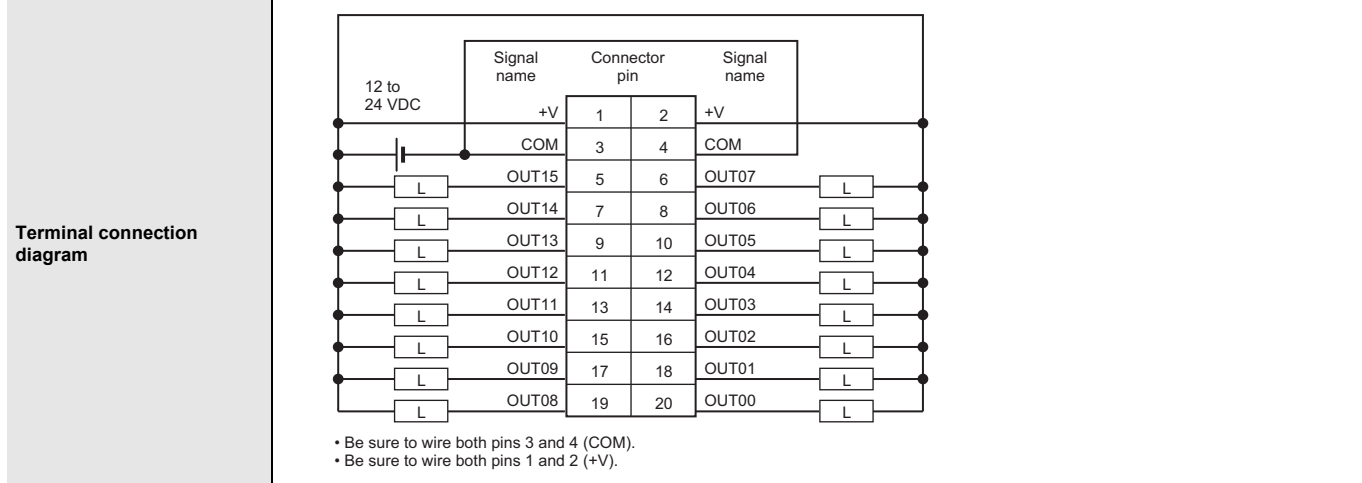 Terminal connection
diagram
Signal name Connector pin Signal name
12 to
24 VDC
+V 1 2 +V
COM 3 4 COM
L OUT15 5 6 OUT07 L
L OUT14 7 8 OUT06 L
L OUT13 9 10 OUT05 L
L OUT12 11 12 OUT04 L
L OUT11 13 14 OUT03 L
L OUT10 15 16 OUT02 L
L OUT09 17 18 OUT01 L
L OUT08 19 20 OUT00 L
• Be sure to wire both pins 3 and 4 (COM).
• Be sure to wire both pins 1 and 2 (+V).